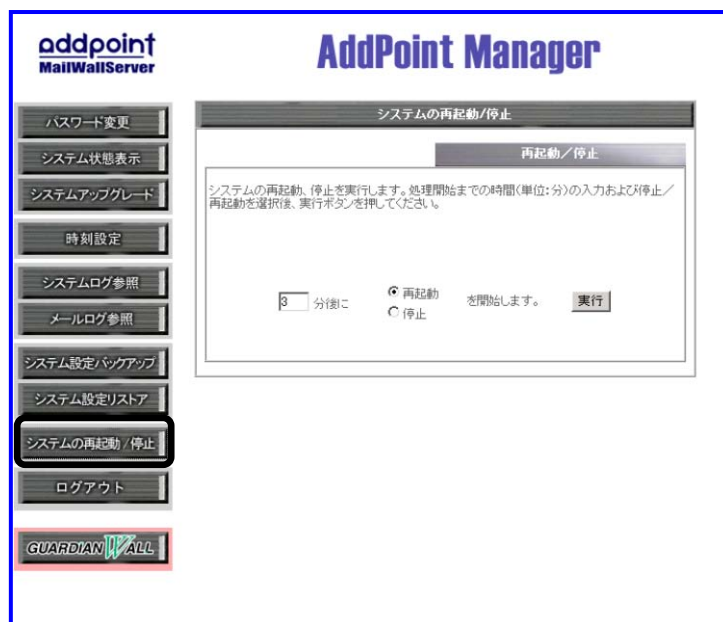 addpoint
MailWallServer
AddPoint Manager
パスワード変更
システム状態表示
システムアップグレード
時刻設定
システムログ参照
メールログ参照
システム設定バックアップ
システム設定リストア
システムの再起動/停止
ログアウト
GUARDIAN WALL
システムの再起動/停止
再起動/停止
システムの再起動、停止を実行します。処理開始までの時間(単位:分)の入力および停止/
再起動を選択後、実行ボタンを押してください。
3 分後に
再起動
停止
を開始します。
実行